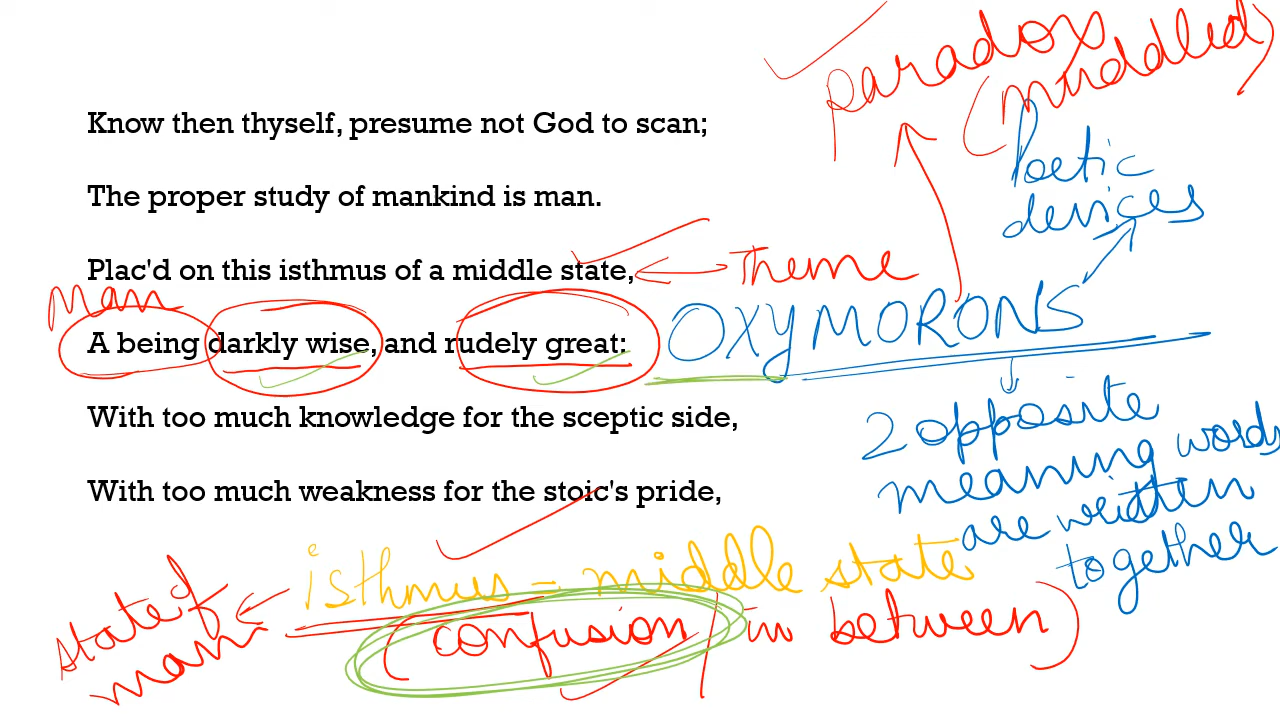 paradox
(muddled)
Know then thyself, presume not God to scan;
Poetic
devices
The proper study of mankind is man.
Plac'd on this isthmus of a middle state,
Theme
Man
A being darkly wise, and rudely great:
OXYMORONS
With too much knowledge for the sceptic side,
2 opposite
meaning words
are written
together
With too much weakness for the stoic's pride,
isthmus = middle state
(confusion / in between)
state of
man